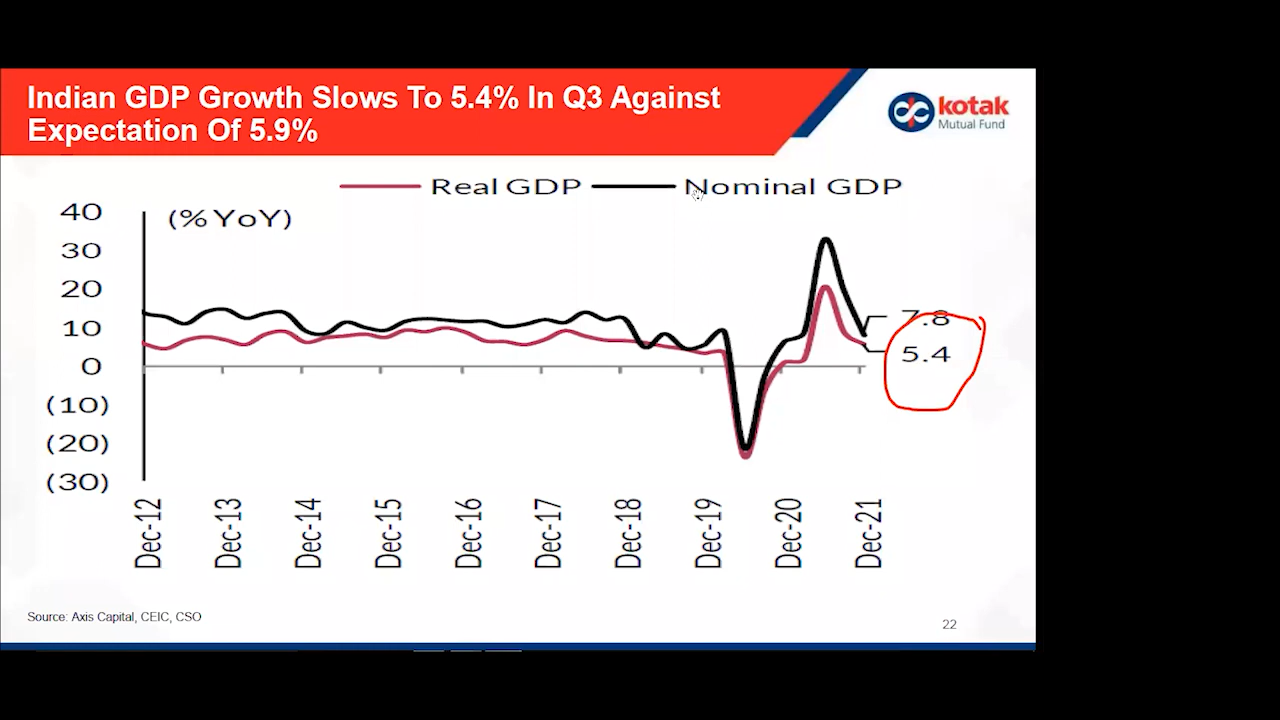 Indian GDP Growth Slows To 5.4% In Q3 Against
Expectation Of 5.9%
kotak
Mutual Fund
Real GDP
Nominal GDP
(% YoY)
40
30
20
10
0
(10)
(20)
(30)
7.8
5.4
Dec-12
Dec-13
Dec-14
Dec-15
Dec-16
Dec-17
Dec-18
Dec-19
Dec-20
Dec-21
Source: Axis Capital, CEIC, CSO
22